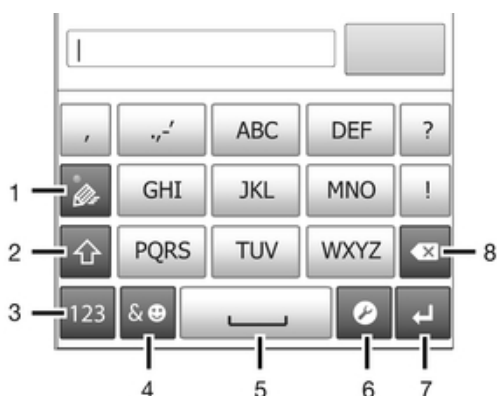 , .,-' ABC DEF ?
1 GHI JKL MNO !
2 PQRS TUV WXYZ 8
3 123 &
4 5 6 7